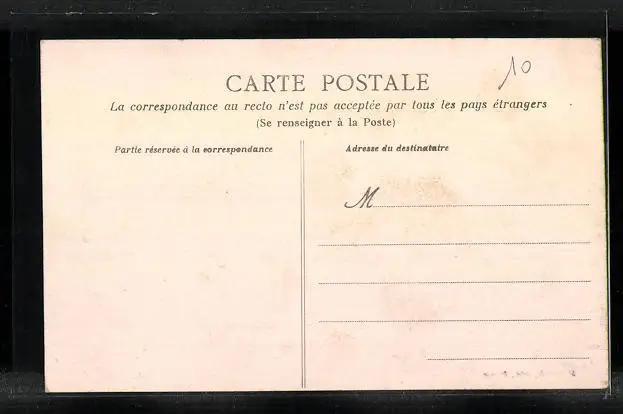 10
CARTE POSTALE
La correspondance au recto n'est pas acceptée par tous les pays étrangers
(Se renseigner à la Poste)
Partie réservée à la correspondance
Adresse du destinataire
M